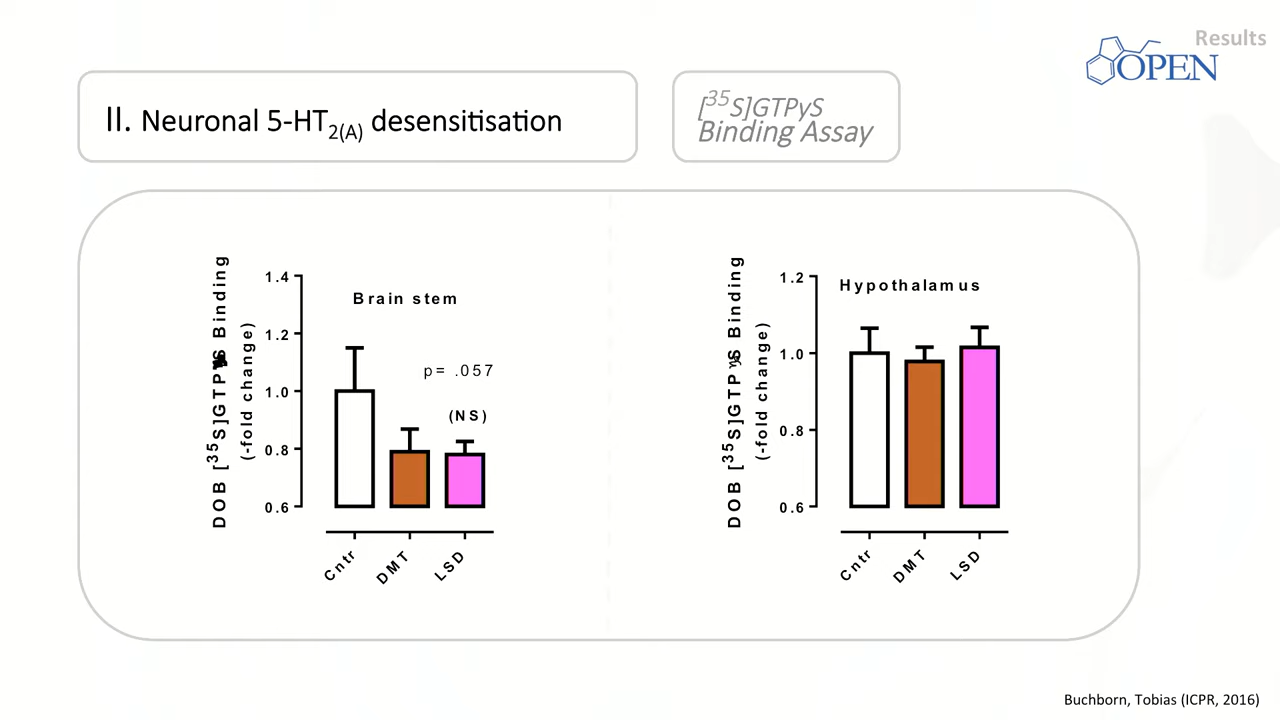 Results
OPEN
II. Neuronal 5-HT2(A) desensitisation
[35S]GTPγS
Binding Assay
DOB [35S]GTPγS Binding
(-fold change)
1.4
1.2
1.0
0.8
0.6
Brain stem
p= .057
(NS)
Cntr
DMT
LSD
DOB [35S]GTPγS Binding
(-fold change)
1.2
1.0
0.8
0.6
Hypothalamus
Cntr
DMT
LSD
Buchborn, Tobias (ICPR, 2016)